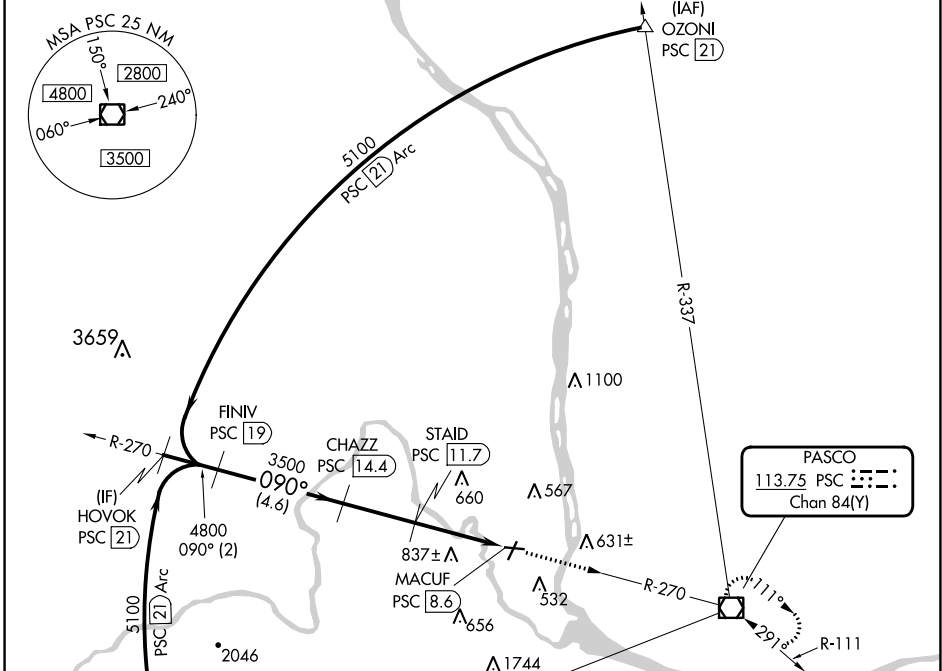 MSA PSC 25 NM
150°
2800
4800
240°
060°
3500
(IAF)
OZONI
PSC 21
5100
PSC 21 Arc
R-337
3659
1100
FINIV
PSC 19
R-270
CHAZZ
PSC 14.4
STAID
PSC 11.7
3500
090°
(4.6)
660
567
(IF)
HOVOK
PSC 21
4800
090° (2)
PASCO
113.75 PSC
Chan 84(Y)
837±
631±
MACUF
PSC 8.6
532
R-270
656
111°
291°
R-111
5100
PSC 21 Arc
2046
1744